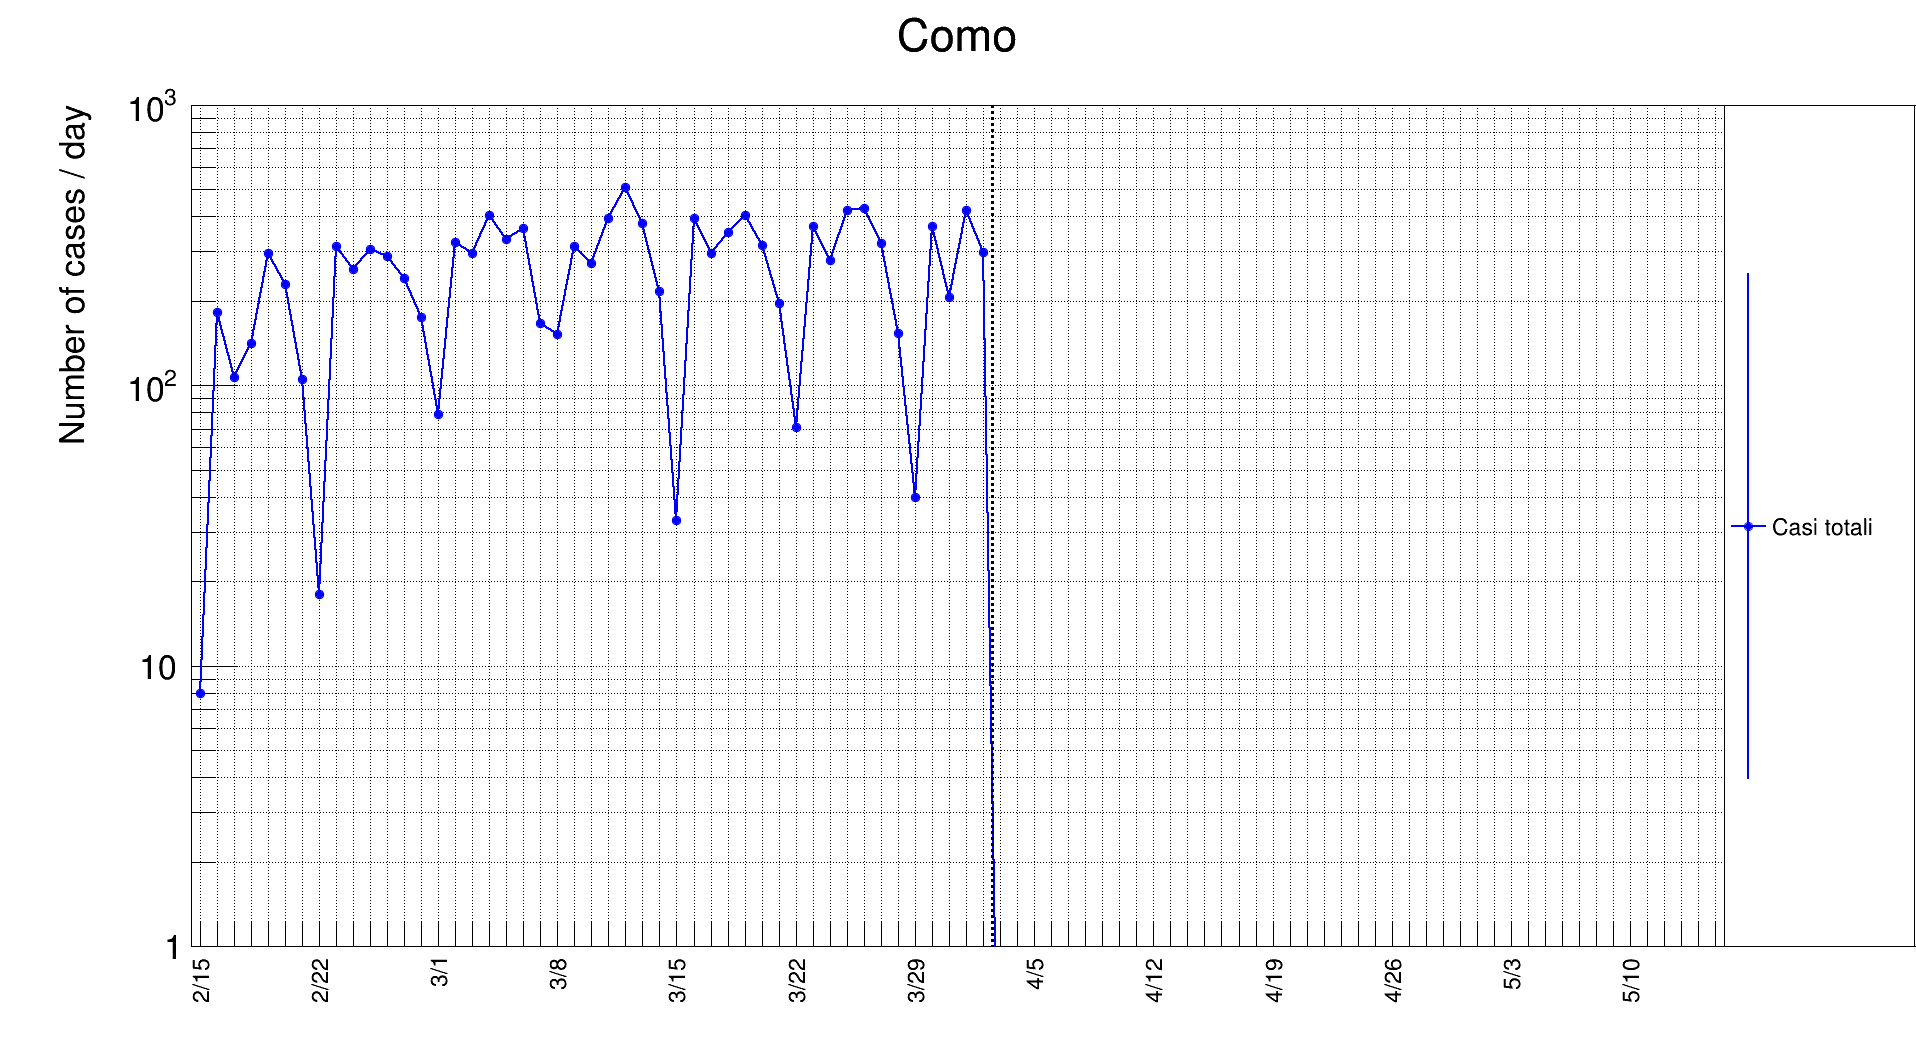 Como
Number of cases / day
10³
10²
10
1
2/15 2/22 3/1 3/8 3/15 3/22 3/29 4/5 4/12 4/19 4/26 5/3 5/10
Casi totali